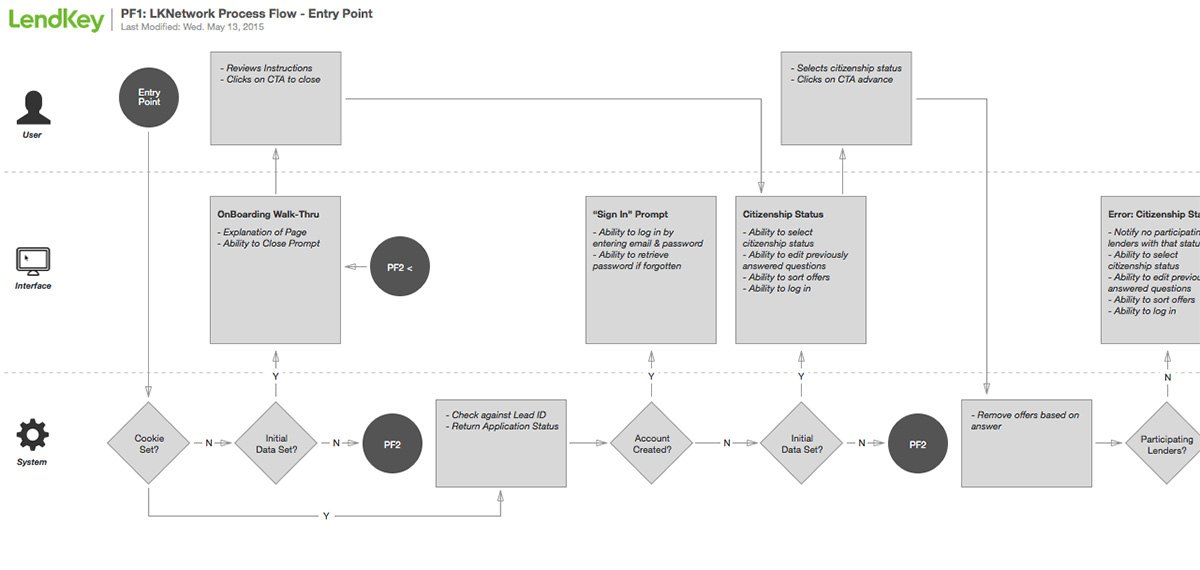 LendKey
PF1: LKNetwork Process Flow - Entry Point
Last Modified: Wed. May 13, 2015
User
Entry
Point
- Reviews Instructions
- Clicks on CTA to close
- Selects citizenship status
- Clicks on CTA advance
Interface
OnBoarding Walk-Thru
- Explanation of Page
- Ability to Close Prompt
PF2 <
"Sign In" Prompt
- Ability to log in by
entering email & password
- Ability to retrieve
password if forgotten
Citizenship Status
- Ability to select
citizenship status
- Ability to edit previously
answered questions
- Ability to sort offers
- Ability to log in
Error: Citizenship Sta
- Notify no participatin
lenders with that statu
- Ability to select
citizenship status
- Ability to edit previou
answered questions
- Ability to sort offers
- Ability to log in
Y
Y
Y
N
System
Cookie
Set?
N
Initial
Data Set?
N
PF2
- Check against Lead ID
- Return Application Status
Account
Created?
N
Initial
Data Set?
N
PF2
- Remove offers based on
answer
Participating
Lenders?
Y